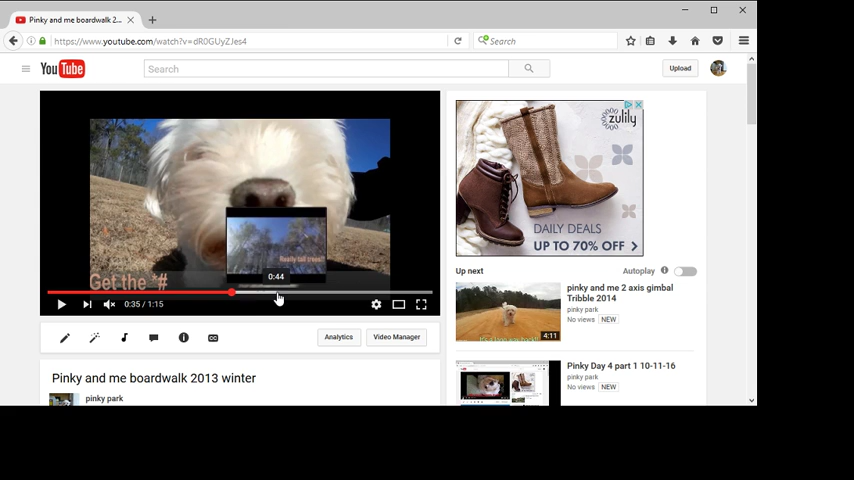 Pinky and me boardwalk 2...
https://www.youtube.com/watch?v=dR0GUyZJes4
Search
YouTube
Search
Upload
Really tall trees!!
0:44
Get the *#
0:35 / 1:15
Analytics
Video Manager
Pinky and me boardwalk 2013 winter
pinky park
zulily
DAILY DEALS
UP TO 70% OFF
Up next
Autoplay
pinky and me 2 axis gimbal
Tribble 2014
pinky park
No views NEW
4:11
Pinky Day 4 part 1 10-11-16
pinky park
No views NEW